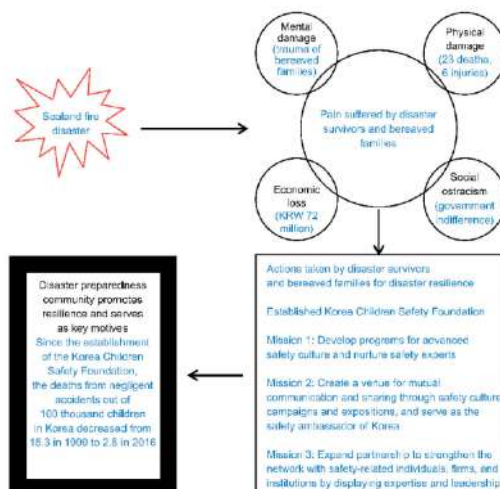 Mental
damage
(trauma of
bereaved
families)
Physical
damage
(23 deaths,
6 injuries)
Sealand fire
disaster
Pain suffered by disaster
survivors and bereaved
families
Economic
loss
(KRW 72
million)
Social
ostracism
(government
indifference)
Actions taken by disaster survivors
and bereaved families for disaster resilience
Established Korea Children Safety Foundation
Mission 1: Develop programs for advanced
safety culture and nurture safety experts
Mission 2: Create a venue for mutual
communication and sharing through safety culture
campaigns and expositions, and serve as the
safety ambassador of Korea
Mission 3: Expand partnership to strengthen the
network with safety-related individuals, firms, and
institutions by displaying expertise and leadership
Disaster preparedness
community promotes
resilience and serves
as key motives
Since the establishment
of the Korea Children
Safety Foundation,
the deaths from negligent
accidents out of
100 thousand children
in Korea decreased from
in 1999 to 2.8 in 2016